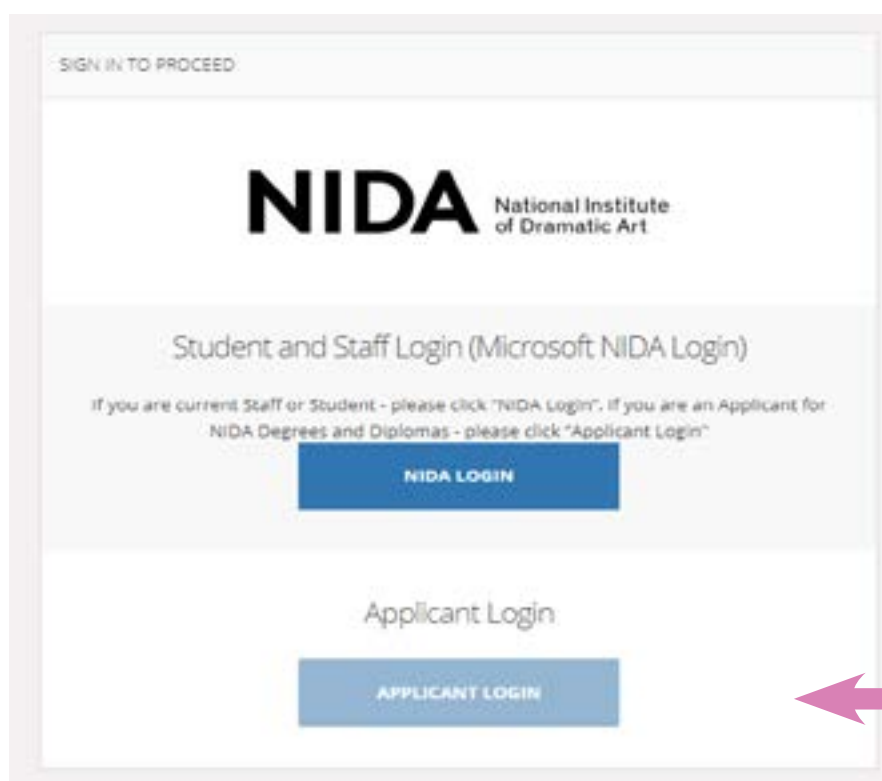 SIGN IN TO PROCEED
NIDA
National Institute
of Dramatic Art
Student and Staff Login (Microsoft NIDA Login)
If you are current Staff or Student - please click "NIDA Login". If you are an Applicant for
NIDA Degrees and Diplomas - please click "Applicant Login"
NIDA LOGIN
Applicant Login
APPLICANT LOGIN